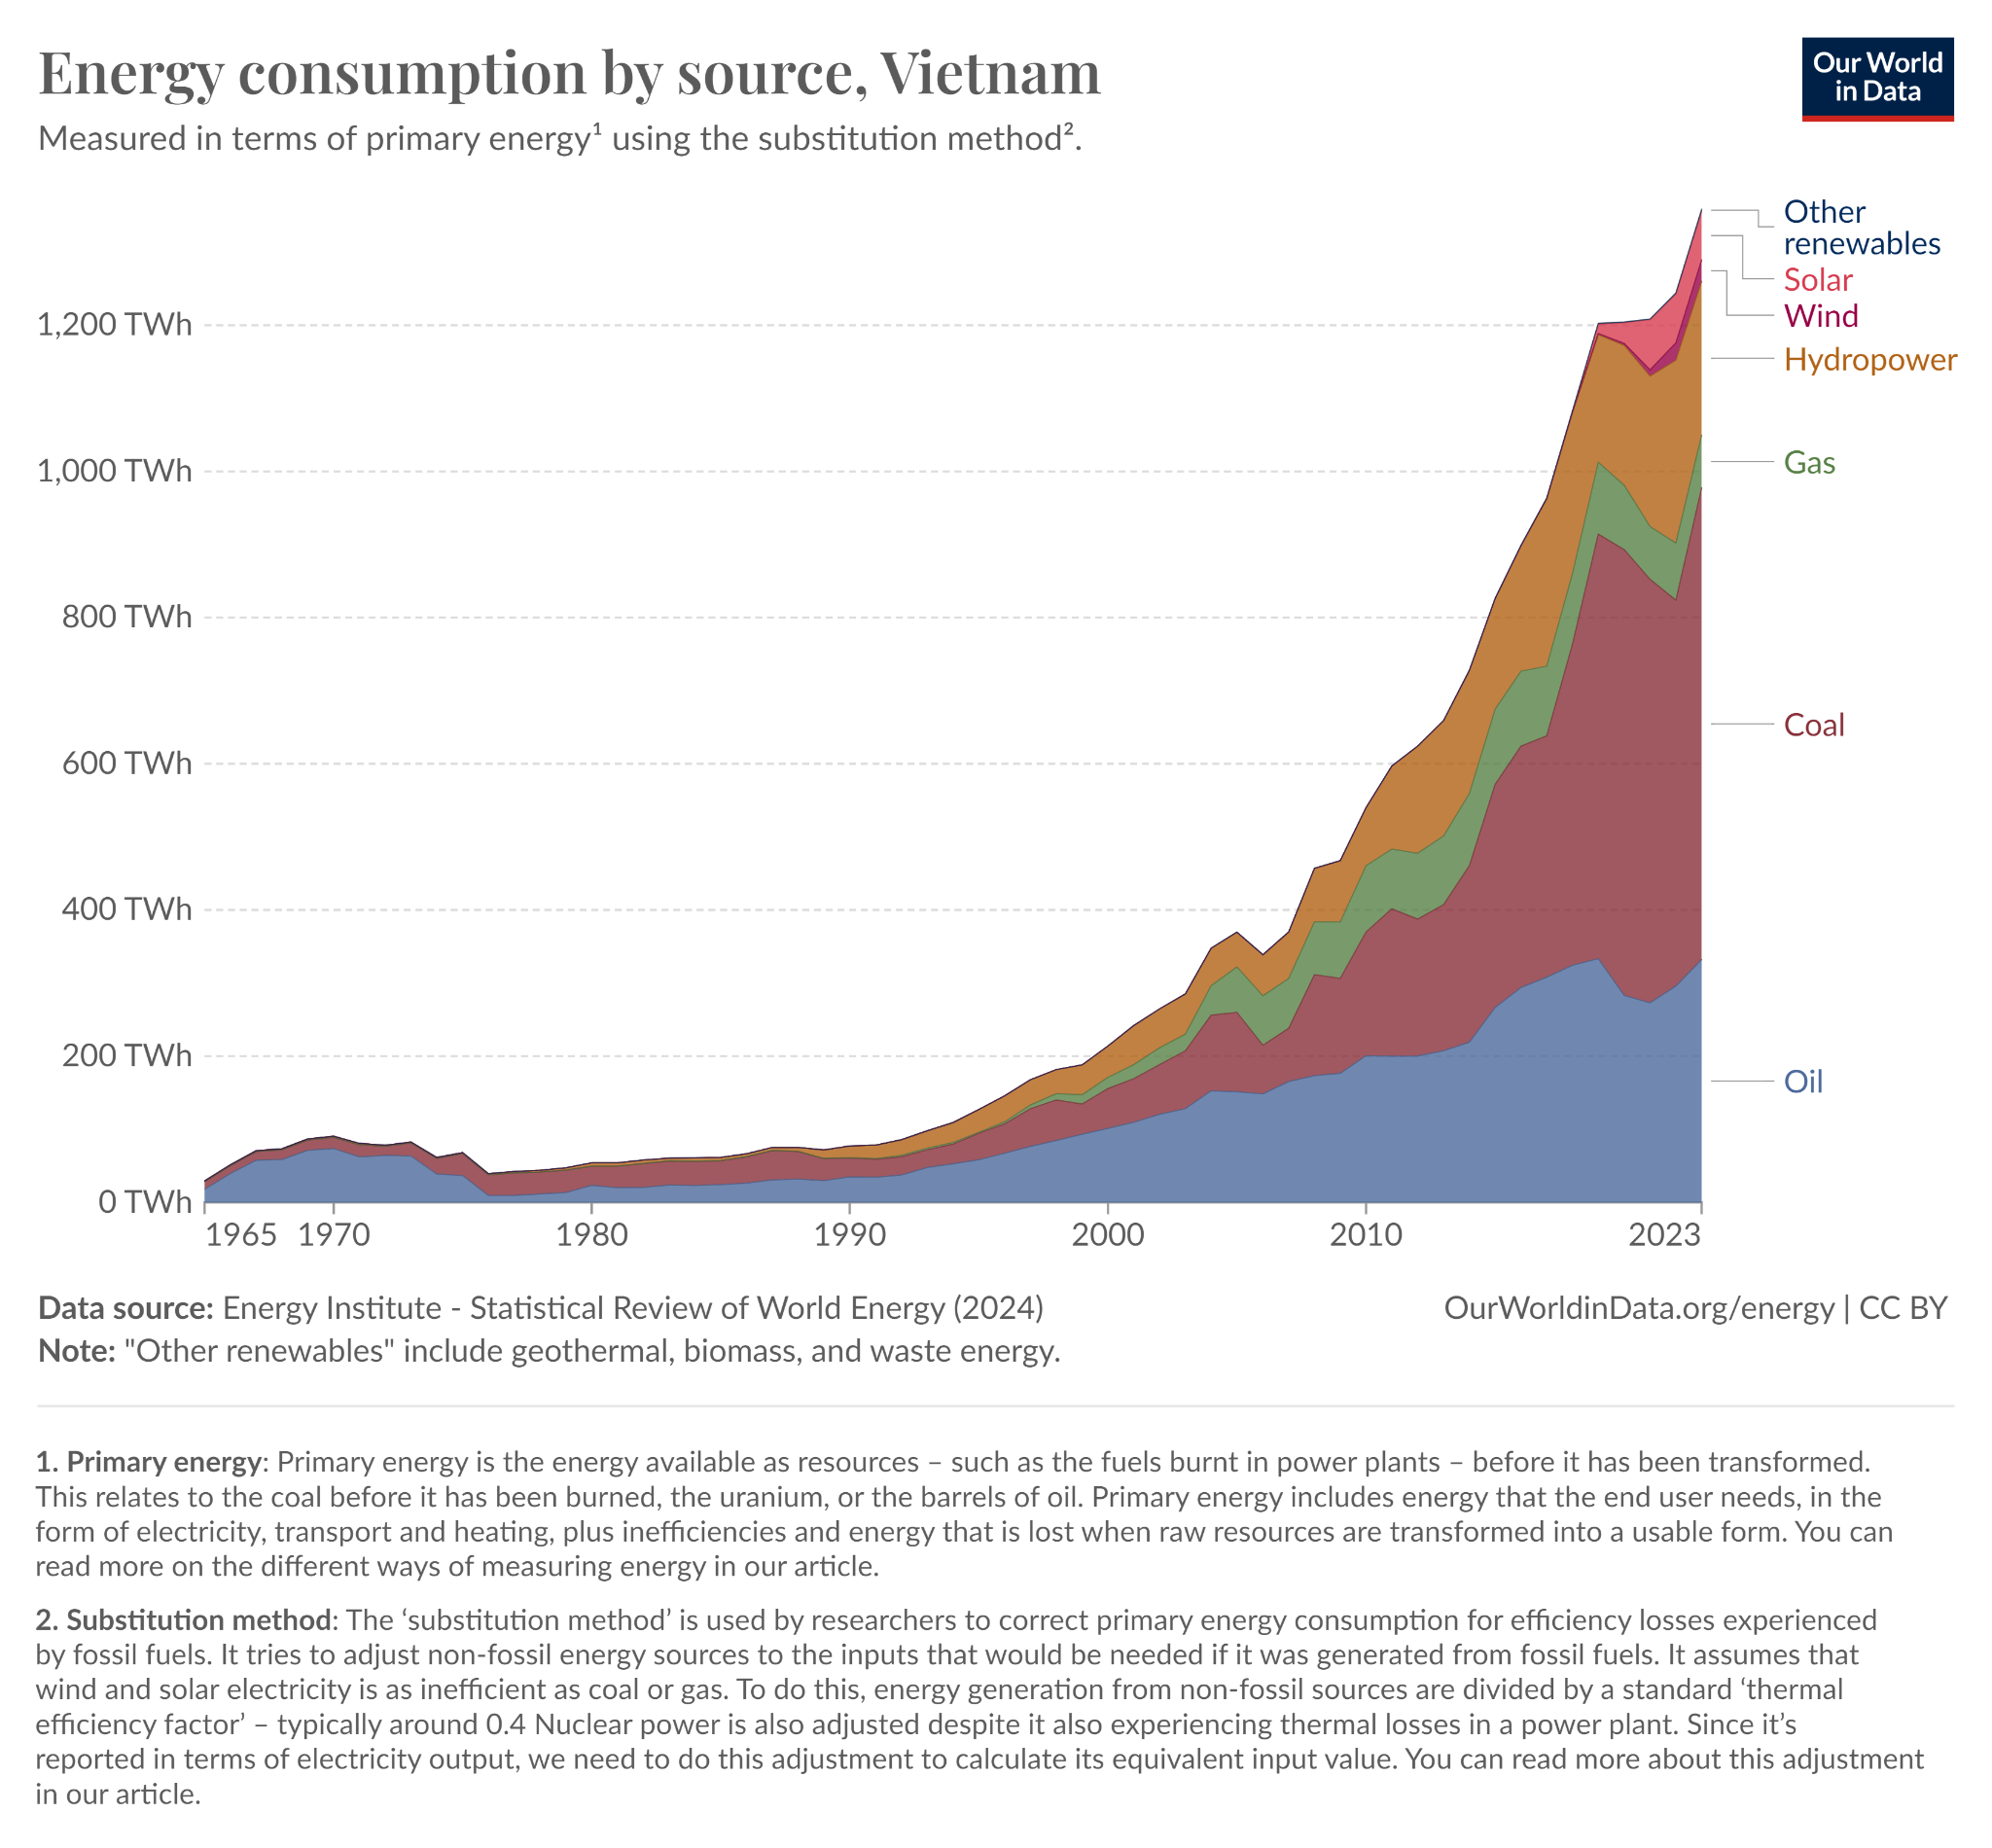 Energy consumption by source, Vietnam
Measured in terms of primary energy¹ using the substitution method².
Our World
in Data
Other
renewables
Solar
Wind
Hydropower
Gas
Coal
Oil
1,200 TWh
1,000 TWh
800 TWh
600 TWh
400 TWh
200 TWh
0 TWh
1965 1970 1980 1990 2000 2010 2023
Data source: Energy Institute - Statistical Review of World Energy (2024)
OurWorldinData.org/energy | CC BY
Note: "Other renewables" include geothermal, biomass, and waste energy.
1. Primary energy: Primary energy is the energy available as resources – such as the fuels burnt in power plants – before it has been transformed.
This relates to the coal before it has been burned, the uranium, or the barrels of oil. Primary energy includes energy that the end user needs, in the
form of electricity, transport and heating, plus inefficiencies and energy that is lost when raw resources are transformed into a usable form. You can
read more on the different ways of measuring energy in our article.
2. Substitution method: The ‘substitution method’ is used by researchers to correct primary energy consumption for efficiency losses experienced
by fossil fuels. It tries to adjust non-fossil energy sources to the inputs that would be needed if it was generated from fossil fuels. It assumes that
wind and solar electricity is as inefficient as coal or gas. To do this, energy generation from non-fossil sources are divided by a standard ‘thermal
efficiency factor’ – typically around 0.4 Nuclear power is also adjusted despite it also experiencing thermal losses in a power plant. Since it’s
reported in terms of electricity output, we need to do this adjustment to calculate its equivalent input value. You can read more about this adjustment
in our article.